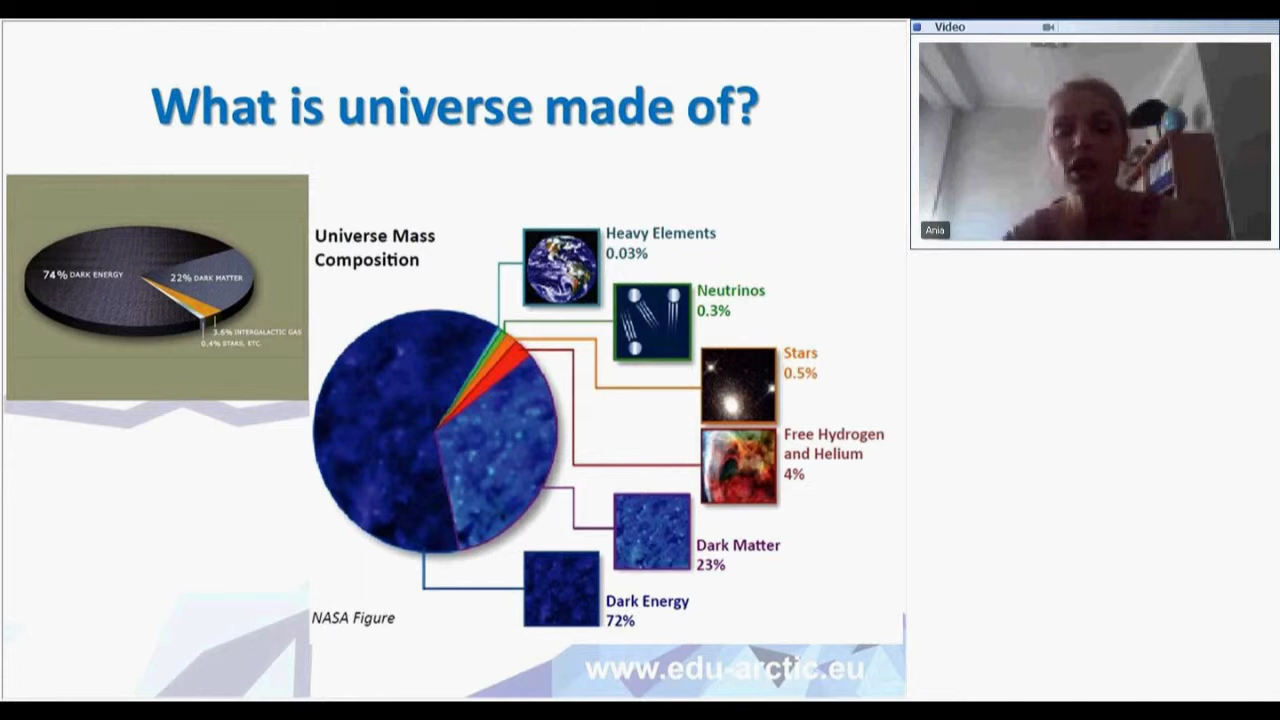 Video
What is universe made of?
Ania
74% DARK ENERGY
22% DARK MATTER
3.6% INTERGALACTIC GAS
0.4% STARS, ETC.
Universe Mass
Composition
Heavy Elements
0.03%
Neutrinos
0.3%
Stars
0.5%
Free Hydrogen
and Helium
4%
Dark Matter
23%
Dark Energy
72%
NASA Figure
www.edu-arctic.eu